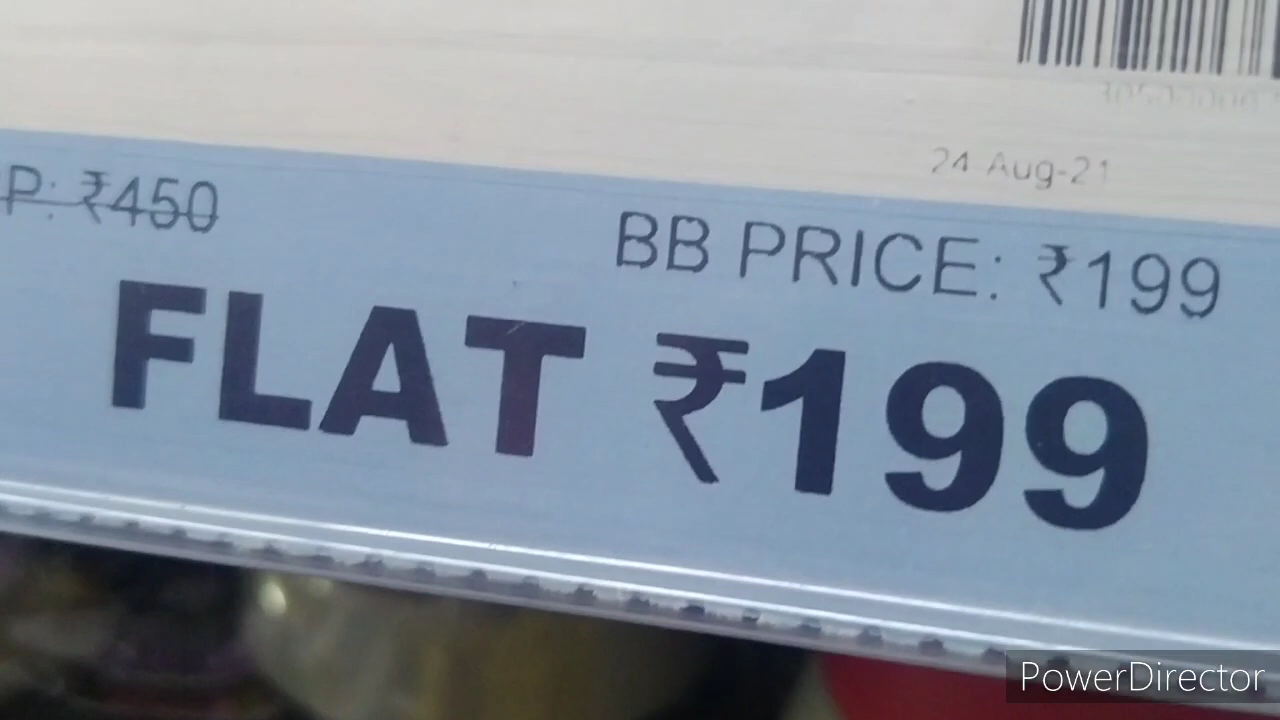 24 Aug-21
P: ₹450
BB PRICE: ₹199
FLAT ₹199
PowerDirector